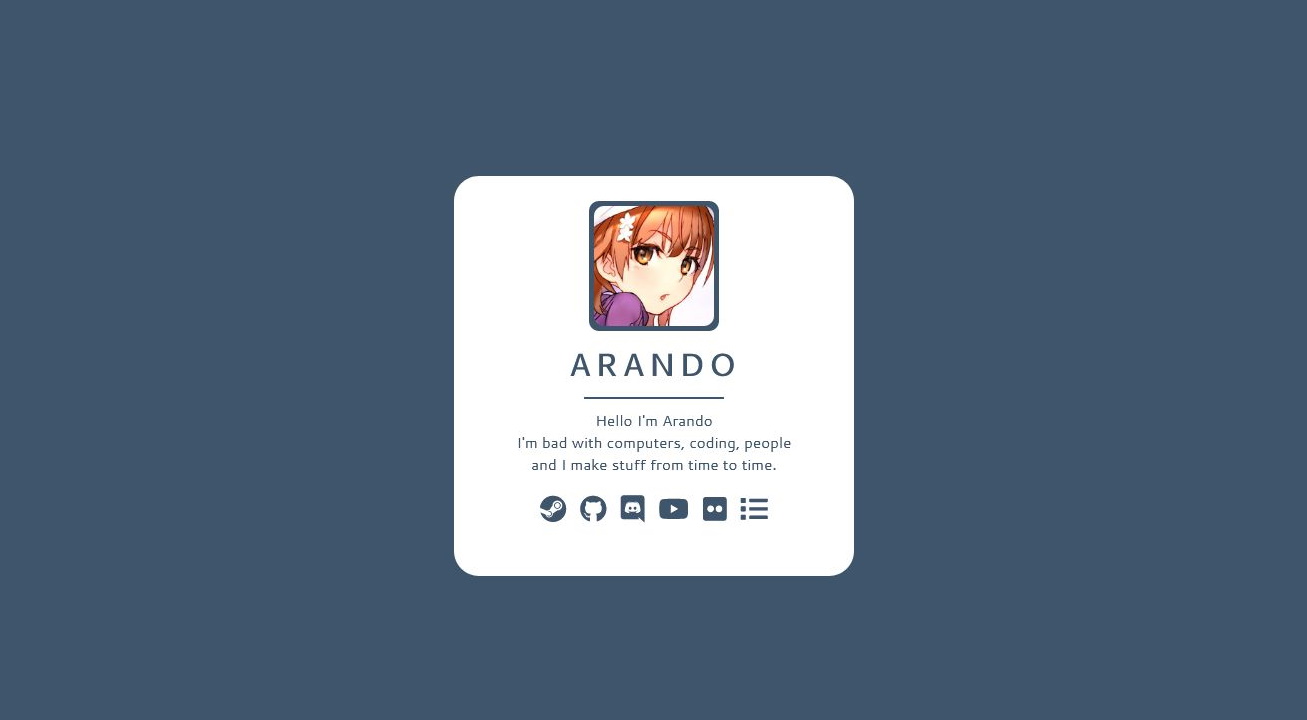 ARANDO
Hello I'm Arando
I'm bad with computers, coding, people
and I make stuff from time to time.